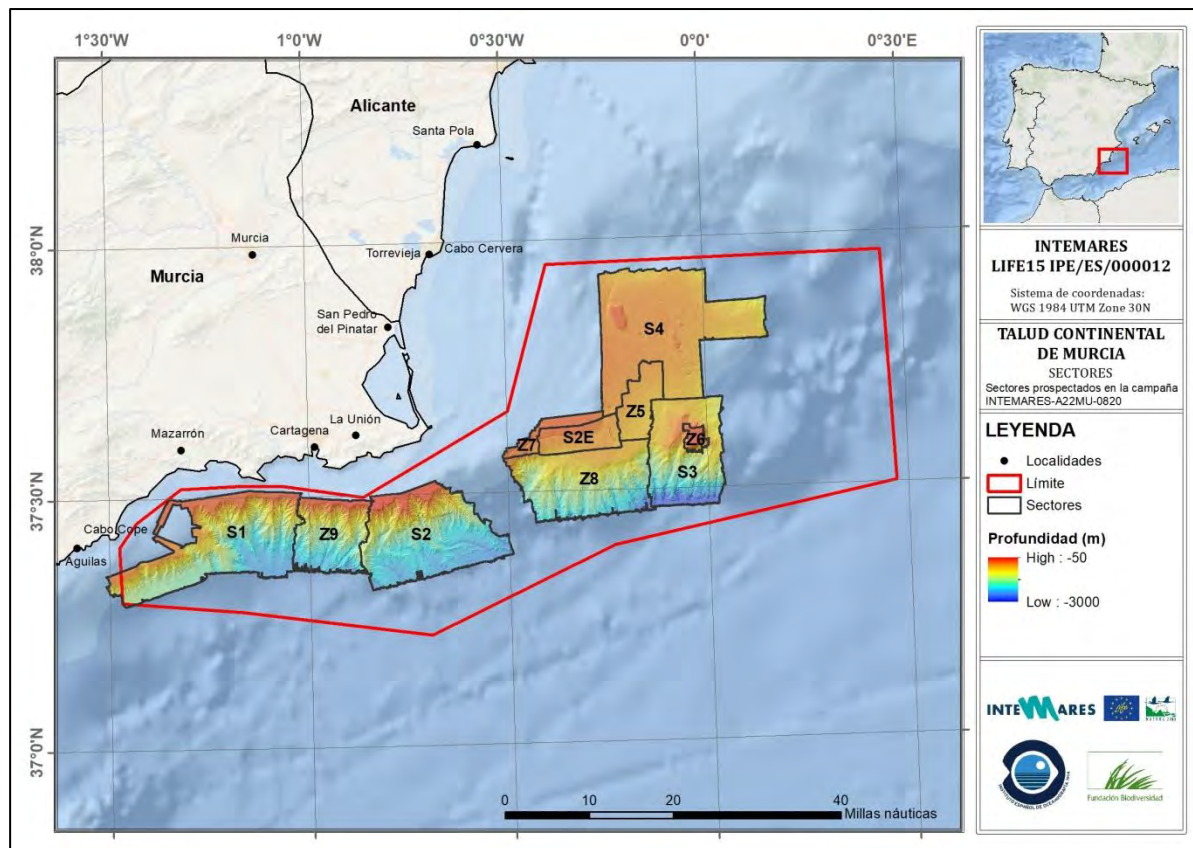 1°30'W
1°0'W
0°30'W
0°0'
0°30'E
38°0'N
37°30'N
37°0'N
Alicante
Santa Pola
Murcia
Torrevieja
Cabo Cervera
Murcia
San Pedro
del Pinatar
La Unión
Cartagena
Mazarrón
Cabo Cope
Aguilas
S4
Z5
S2E
Z7
Z6
Z8
S3
S1
Z9
S2
0
10
20
40
Millas náuticas
INTEMARES
LIFE15 IPE/ES/000012
Sistema de coordenadas:
WGS 1984 UTM Zone 30N
TALUD CONTINENTAL
DE MURCIA
SECTORES
Sectores prospectados en la campaña
INTEMARES-A22MU-0820
LEYENDA
Localidades
Límite
Sectores
Profundidad (m)
High : -50
Low : -3000
INTEMARES
Fundación Biodiversidad